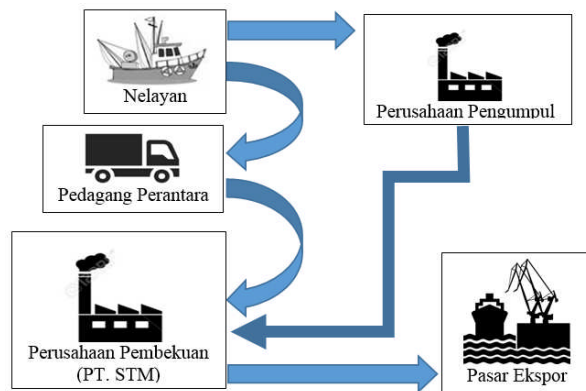 Nelayan
Perusahaan Pengumpul
Pedagang Perantara
Perusahaan Pembekuan
(PT. STM)
Pasar Ekspor